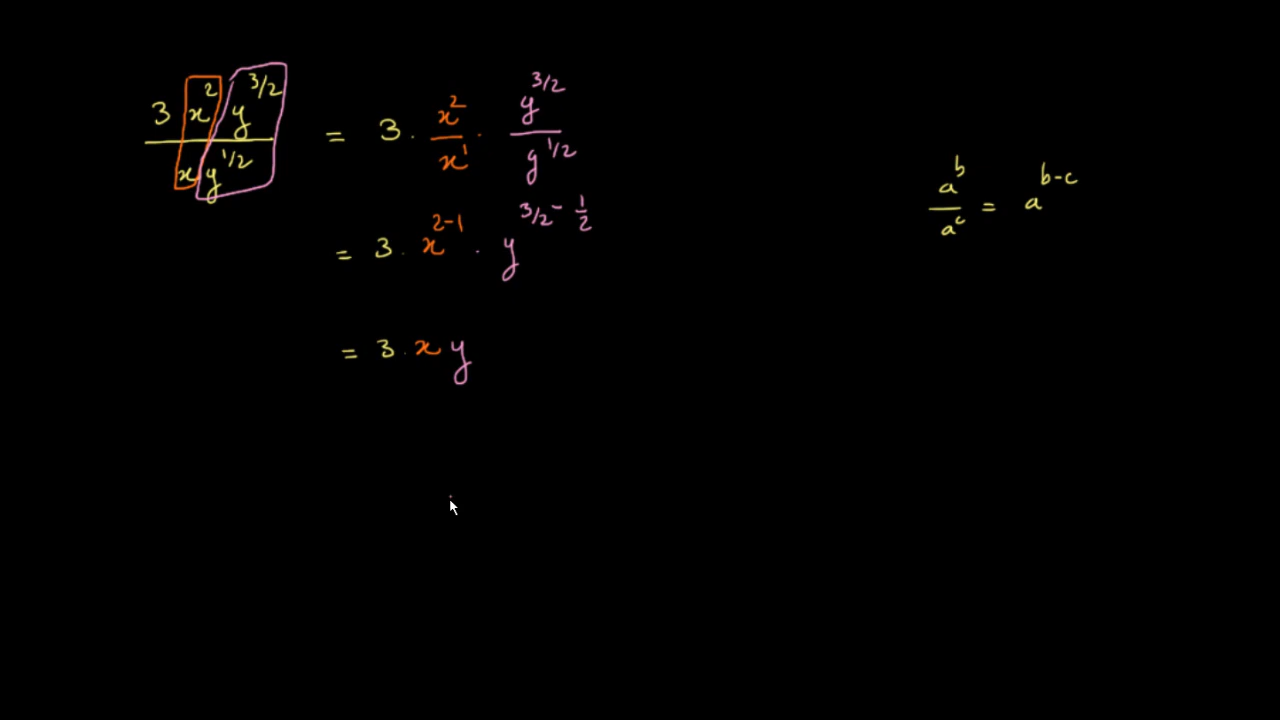 3 x^2 y^{3/2} / x y^{1/2} = 3 · x^2 / x^1 · y^{3/2} / y^{1/2}
a^b / a^c = a^{b-c}
= 3 · x^{2-1} · y^{3/2 - 1/2}
= 3 · x y